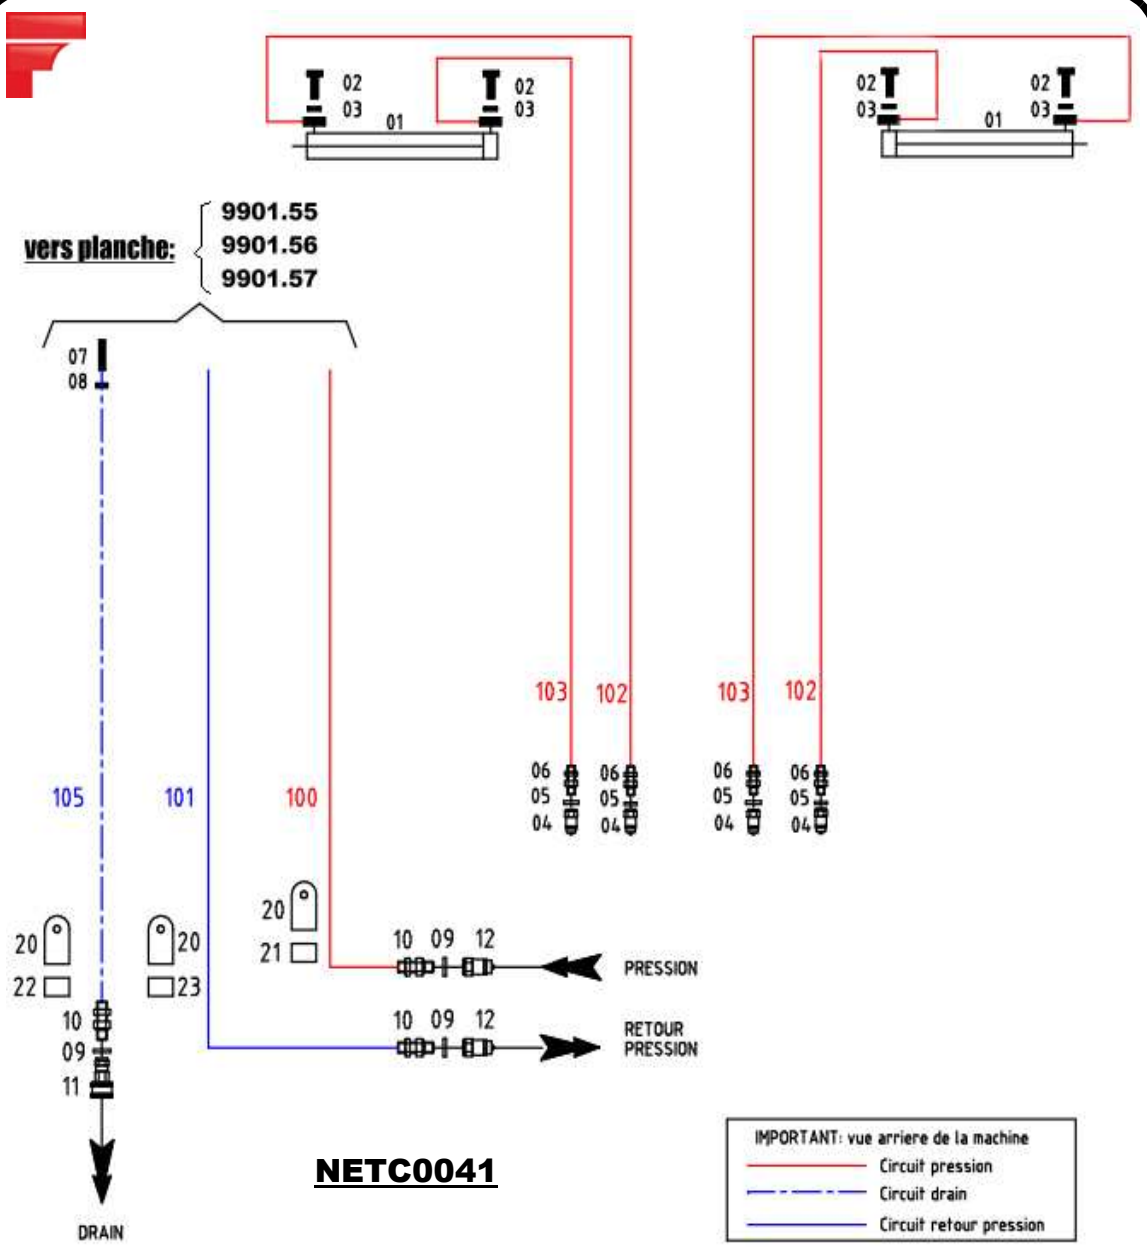 02 02 02 02
03 03 03 03
01 01
9901.55
vers planche: 9901.56
9901.57
07
08
103 102 103 102
06 06 06 06
105 101 100 05 05 05 05
04 04 04 04
20
20 20 21 10 09 12 PRESSION
22 23
10 10 09 12 RETOUR
PRESSION
09
11
IMPORTANT: vue arriere de la machine
NETC0041 Circuit pression
Circuit drain
DRAIN Circuit retour pression